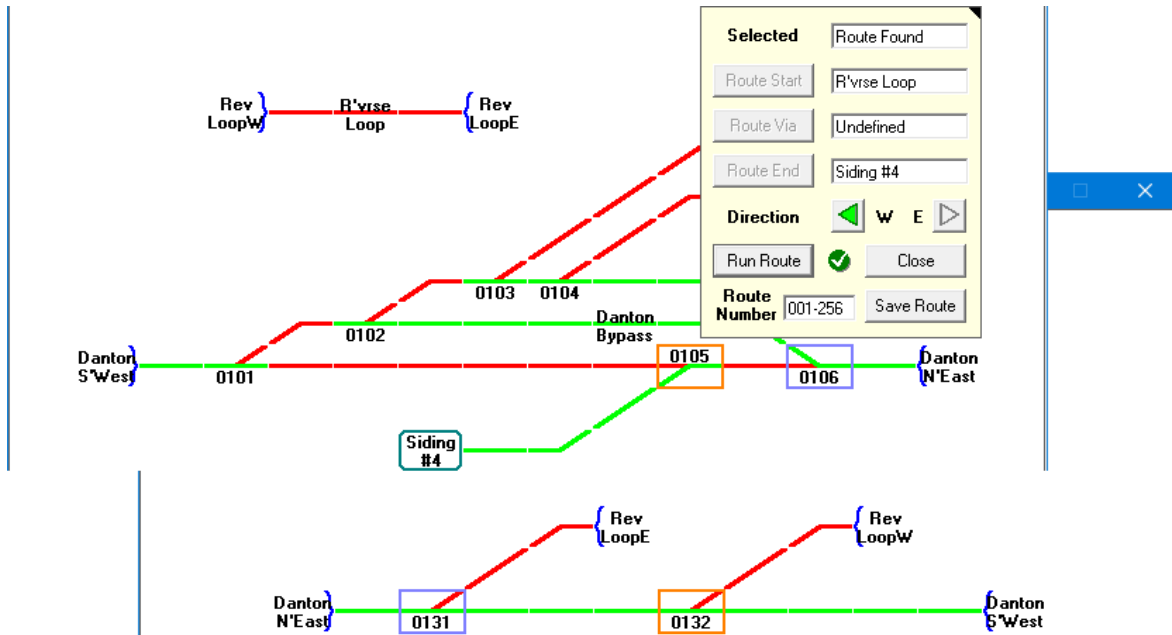 Selected Route Found
Route Start R'vrse Loop
Route Via Undefined
Route End Siding #4
Direction W E
Run Route Close
Route
Number 001-256 Save Route
Rev
LoopW
R'vrse
Loop
Rev
LoopE
0103 0104
0102
Danton
Bypass
Danton
S'West
0101
0105
0106
Danton
N'East
Siding
#4
Rev
LoopE
Rev
LoopW
Danton
N'East
0131
0132
Danton
S'West